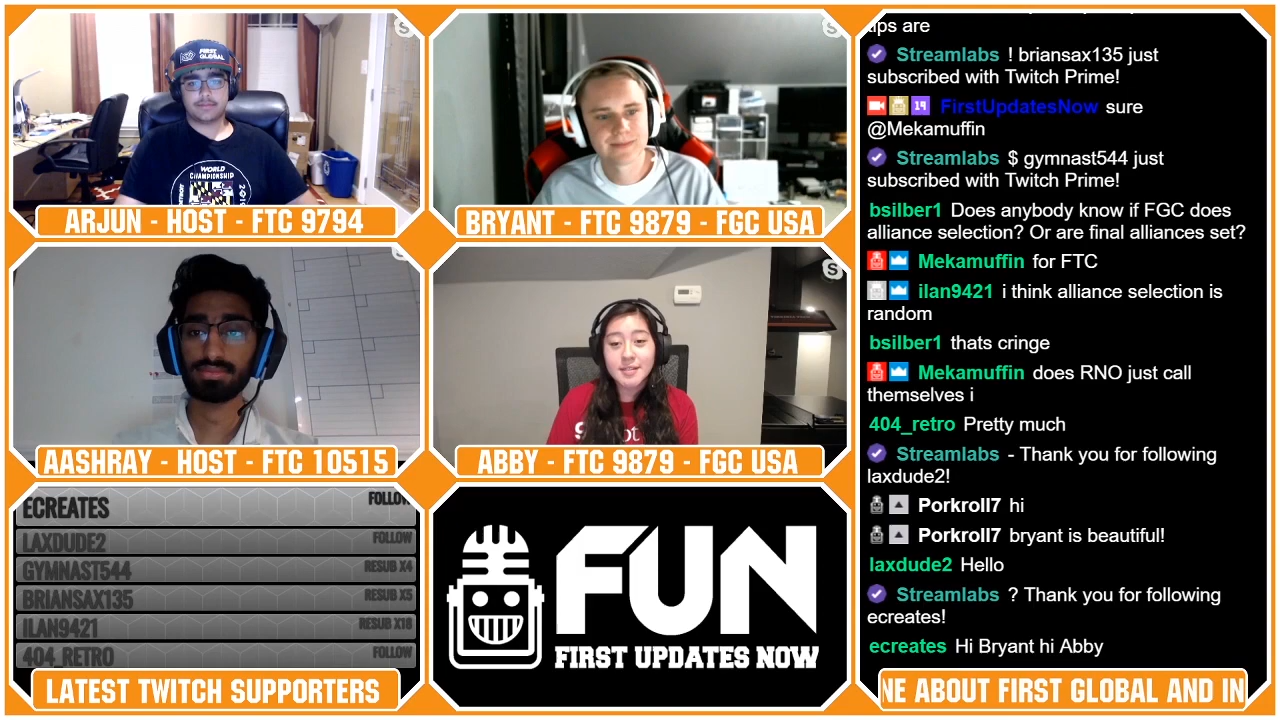 FIRST
GLOBAL
WORLD
CHAMPIONSHIP
ARJUN - HOST - FTC 9794
BRYANT - FTC 9879 - FGC USA
AASHRAY - HOST - FTC 10515
ABBY - FTC 9879 - FGC USA
ECREATES FOLLOW
LAXDUDE2 FOLLOW
GYMNAST544 RESUB X4
BRIANSAX135 RESUB X5
ILAN9421 RESUB X18
404_RETRO FOLLOW
LATEST TWITCH SUPPORTERS
FUN
FIRST UPDATES NOW
are
Streamlabs ! briansax135 just
subscribed with Twitch Prime!
19 FirstUpdatesNow sure
@Mekamuffin
Streamlabs $ gymnast544 just
subscribed with Twitch Prime!
bsilber1 Does anybody know if FGC does
alliance selection? Or are final alliances set?
Mekamuffin for FTC
ilan9421 i think alliance selection is
random
bsilber1 thats cringe
Mekamuffin does RNO just call
themselves i
404_retro Pretty much
Streamlabs - Thank you for following
laxdude2!
Porkroll7 hi
Porkroll7 bryant is beautiful!
laxdude2 Hello
Streamlabs ? Thank you for following
ecreates!
ecreates Hi Bryant hi Abby
NE ABOUT FIRST GLOBAL AND IN